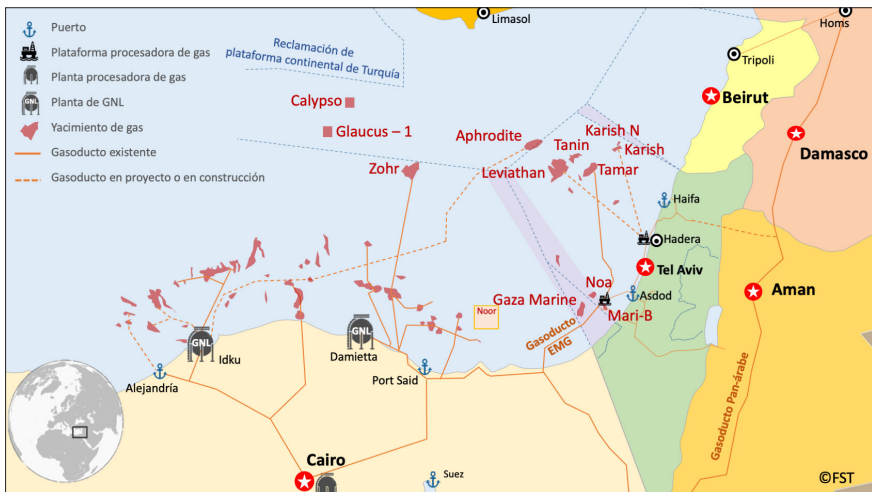 Puerto
Plataforma procesadora de gas
Planta procesadora de gas
GNL
Planta de GNL
Yacimiento de gas
Gasoducto existente
Gasoducto en proyecto o en construcción
Reclamación de
plataforma continental de Turquía
Limasol
Homs
Tripoli
Beirut
Damasco
Calypso
Glaucus – 1
Zohr
Aphrodite
Tanin
Karish N
Karish
Leviathan
Tamar
Haifa
Hadera
Tel Aviv
Noa
Asdod
Aman
Gaza Marine
Mari-B
Noor
Gasoducto
EMG
GNL
Idku
GNL
Damietta
Port Said
Alejandría
Gasoducto Pan-árabe
Cairo
Suez
©FST